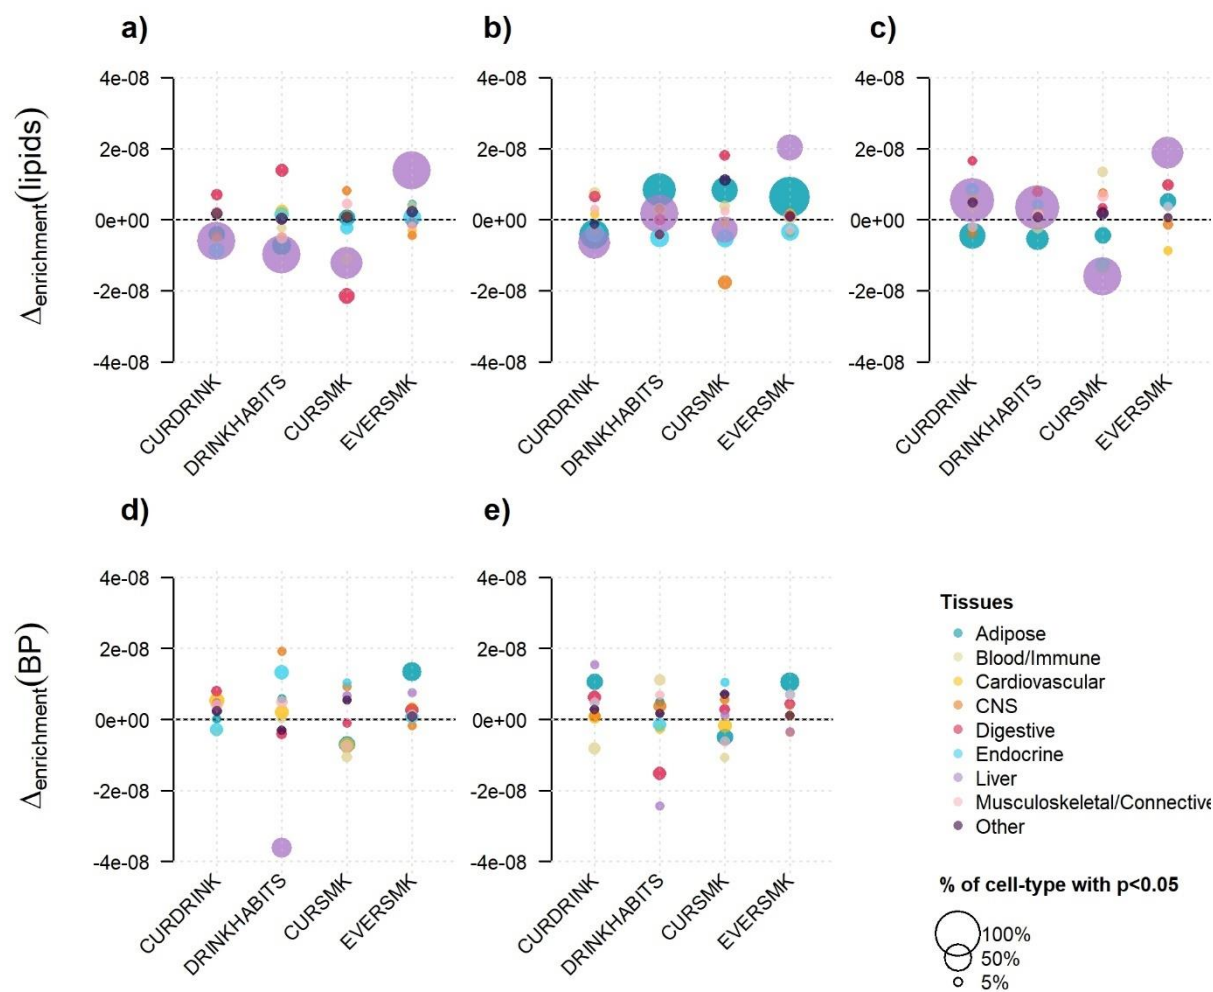 a)
b)
c)
Δenrichment(lipids)
4e-08
2e-08
0e+00
-2e-08
-4e-08
CURDRINK
DRINKHABITS
CURSMK
EVERSMK
4e-08
2e-08
0e+00
-2e-08
-4e-08
CURDRINK
DRINKHABITS
CURSMK
EVERSMK
4e-08
2e-08
0e+00
-2e-08
-4e-08
CURDRINK
DRINKHABITS
CURSMK
EVERSMK
d)
e)
Δenrichment(BP)
4e-08
2e-08
0e+00
-2e-08
-4e-08
CURDRINK
DRINKHABITS
CURSMK
EVERSMK
4e-08
2e-08
0e+00
-2e-08
-4e-08
CURDRINK
DRINKHABITS
CURSMK
EVERSMK
Tissues
Adipose
Blood/Immune
Cardiovascular
CNS
Digestive
Endocrine
Liver
Musculoskeletal/Connective
Other
% of cell-type with p<0.05
100%
50%
5%